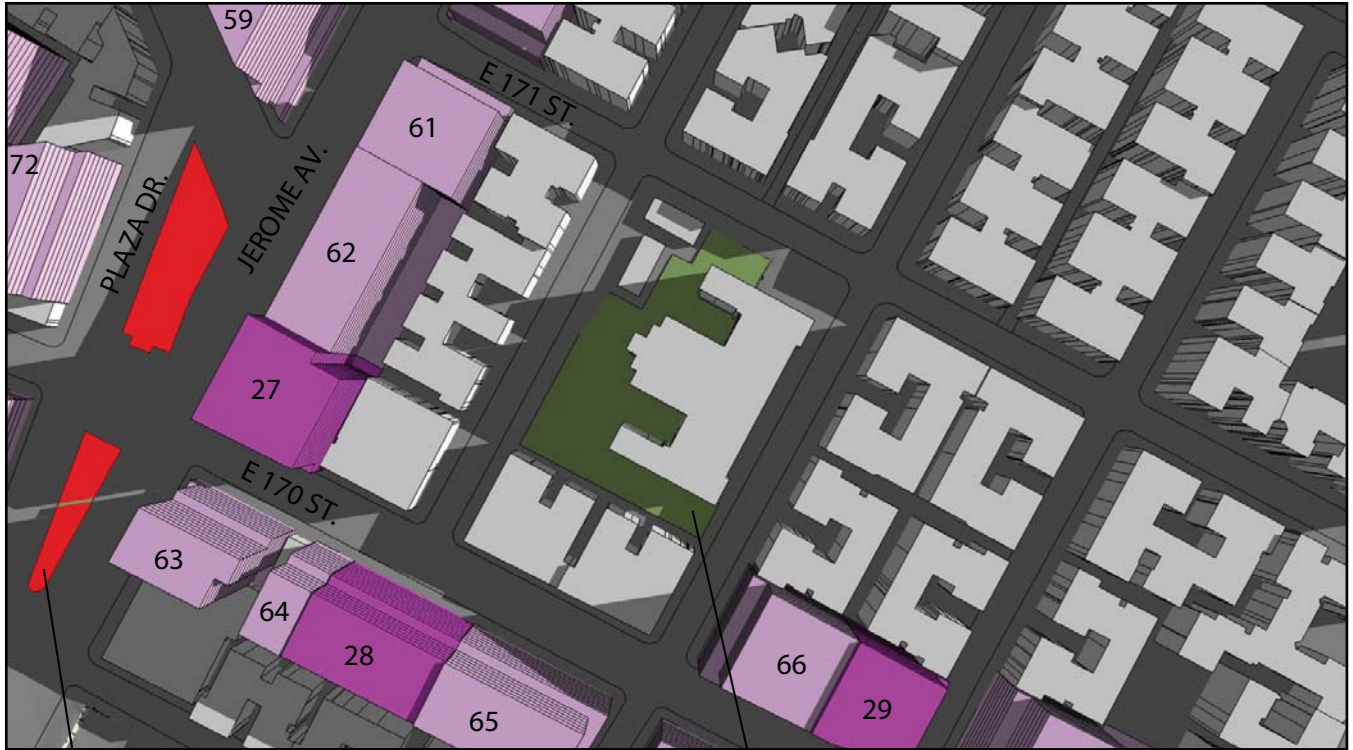 59
E 171 ST.
61
72
PLAZA DR.
JEROME AV.
62
27
E 170 ST.
63
64
28
65
66
29